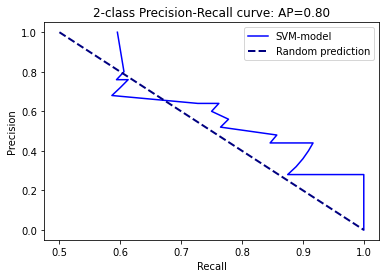 2-class Precision-Recall curve: AP=0.80
SVM-model
Random prediction
1.0
0.8
0.6
0.4
0.2
0.0
Precision
0.5 0.6 0.7 0.8 0.9 1.0
Recall